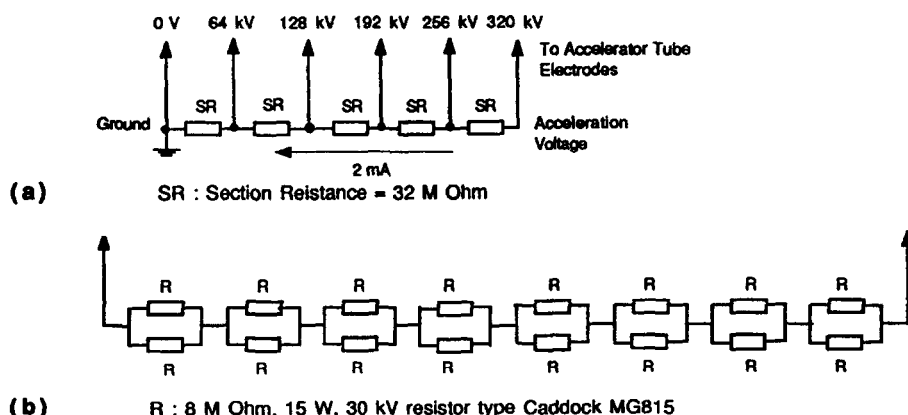 0 V 64 kV 128 kV 192 kV 256 kV 320 kV
To Accelerator Tube
Electrodes
SR SR SR SR SR
Ground
Acceleration
Voltage
2 mA
(a) SR : Section Reistance = 32 M Ohm
R R R R R R R R
R R R R R R R R
(b) R : 8 M Ohm, 15 W, 30 kV resistor type Caddock MG815